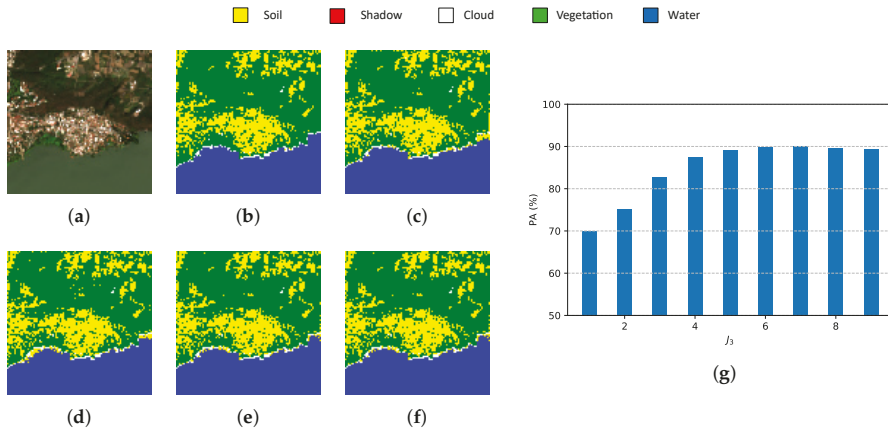 Soil Shadow Cloud Vegetation Water
(a) (b) (c)
(d) (e) (f)
100
90
80
70
60
50
PA (%)
2 4 6 8
J3
(g)